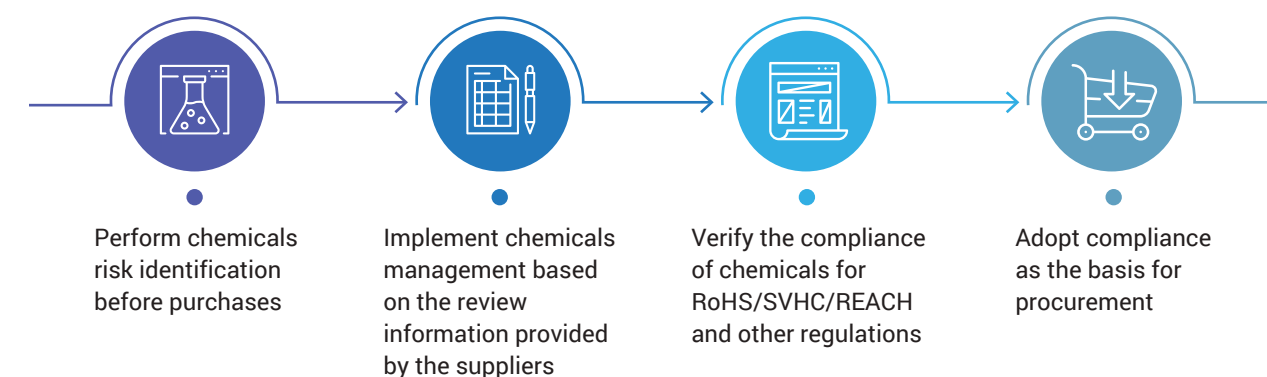 Perform chemicals
risk identification
before purchases
Implement chemicals
management based
on the review
information provided
by the suppliers
Verify the compliance
of chemicals for
RoHS/SVHC/REACH
and other regulations
Adopt compliance
as the basis for
procurement